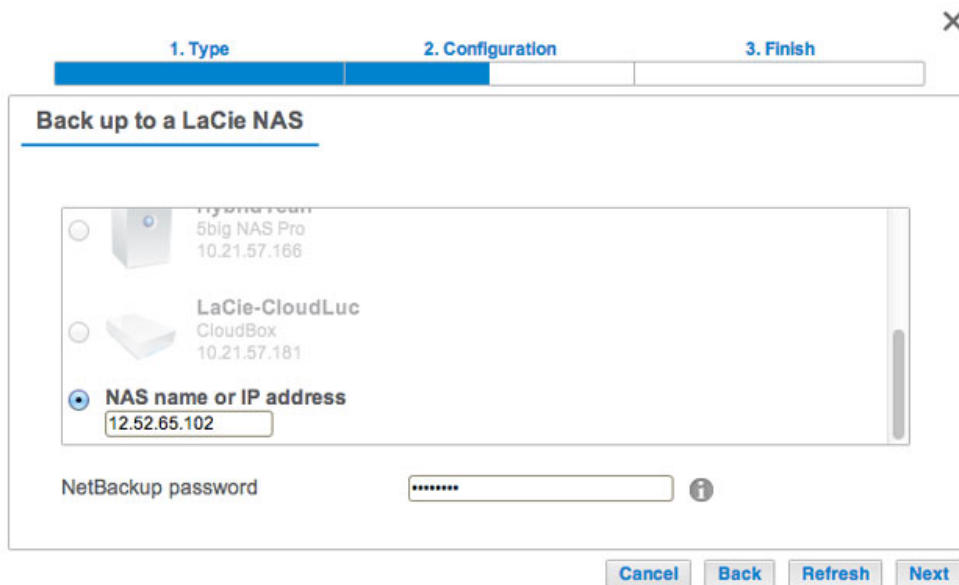 1. Type
2. Configuration
3. Finish
Back up to a LaCie NAS
5big NAS Pro
10.21.57.166
LaCie-CloudLuc
CloudBox
10.21.57.181
NAS name or IP address
12.52.65.102
NetBackup password
Cancel
Back
Refresh
Next